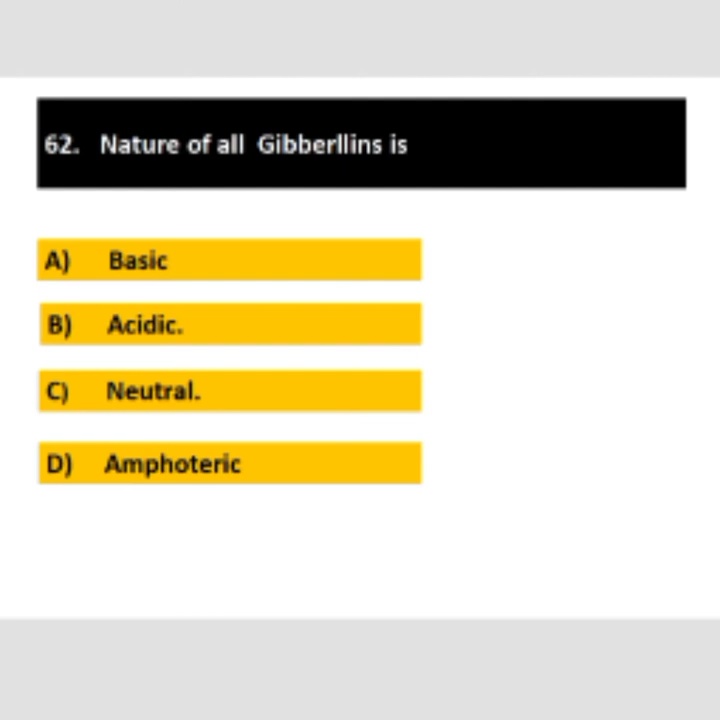 62. Nature of all Gibberllins is
A) Basic
B) Acidic.
C) Neutral.
D) Amphoteric